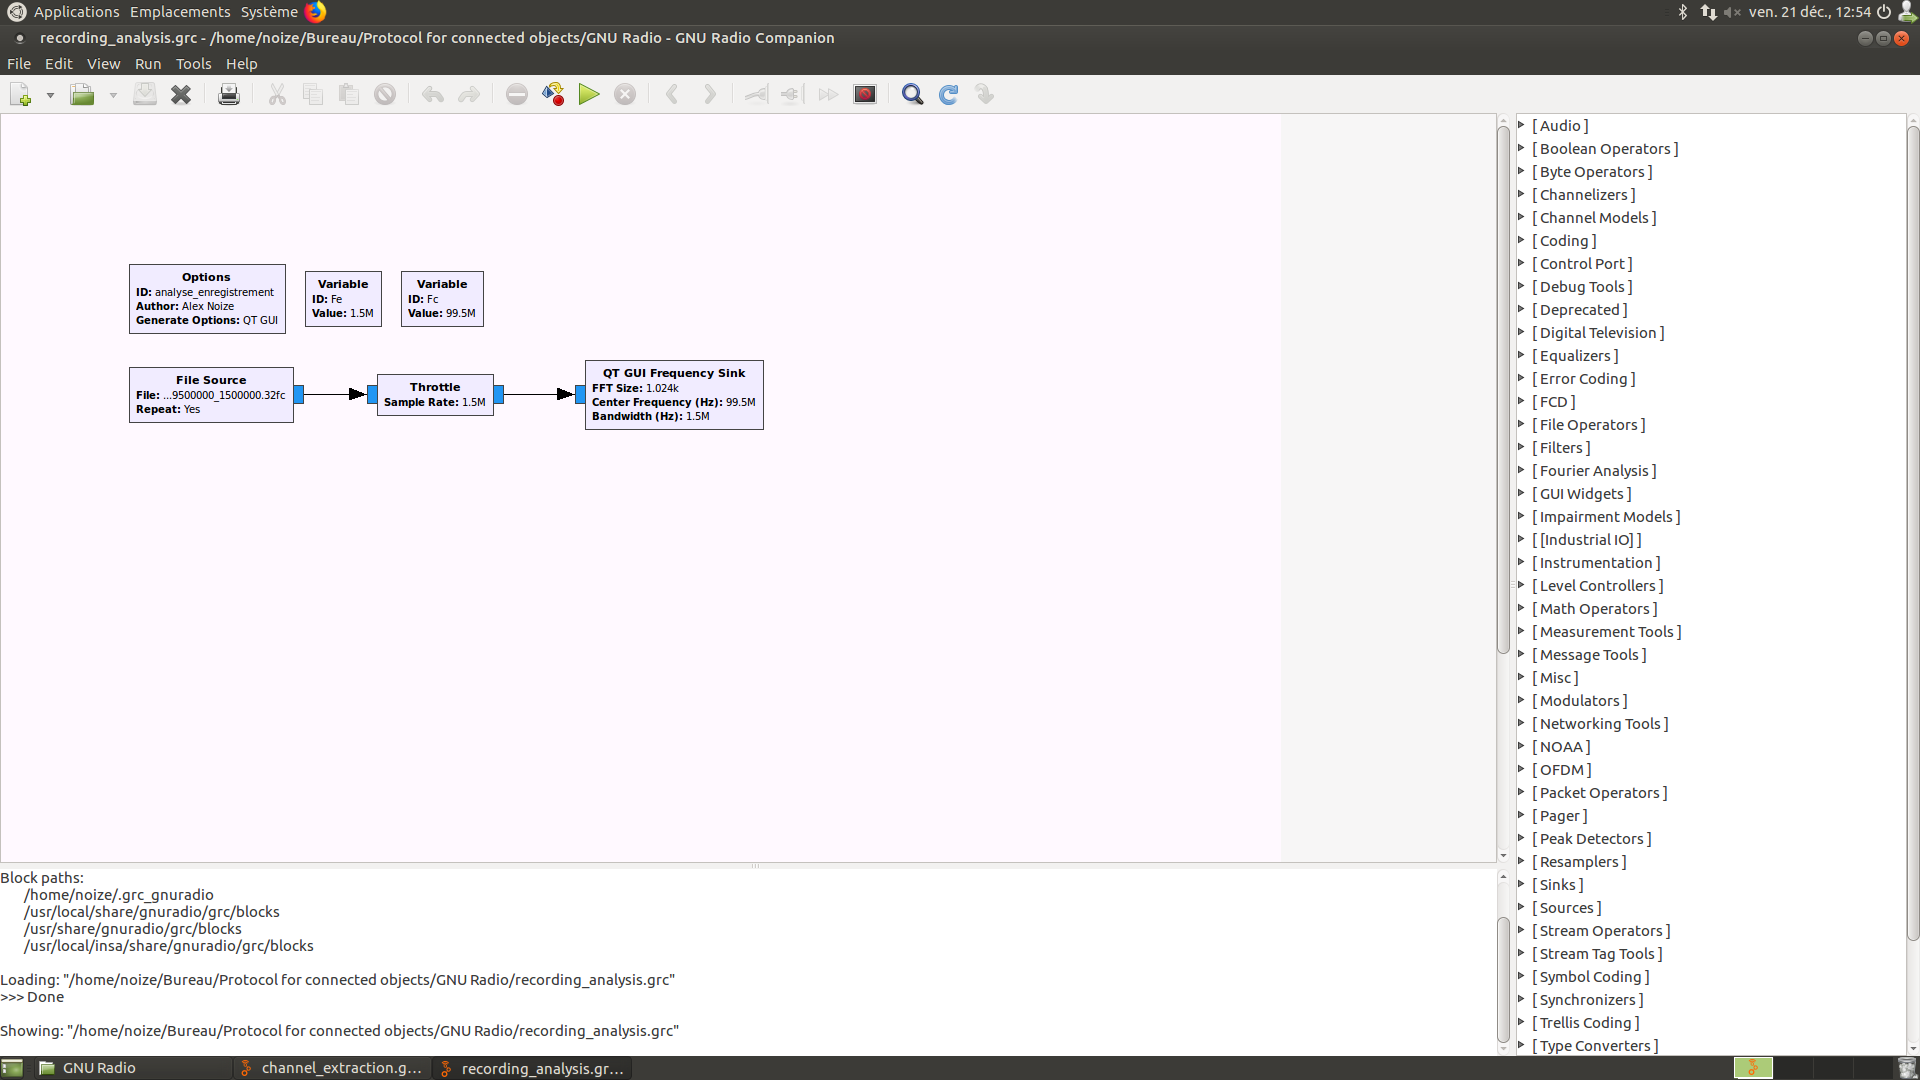 Applications Emplacements Système ven. 21 déc., 12:54
recording_analysis.grc - /home/noize/Bureau/Protocol for connected objects/GNU Radio - GNU Radio Companion
File Edit View Run Tools Help
Options
ID: analyse_enregistrement
Author: Alex Noize
Generate Options: QT GUI
Variable
ID: Fe
Value: 1.5M
Variable
ID: Fc
Value: 99.5M
File Source
File: ...9500000_1500000.32fc
Repeat: Yes
Throttle
Sample Rate: 1.5M
QT GUI Frequency Sink
FFT Size: 1.024k
Center Frequency (Hz): 99.5M
Bandwidth (Hz): 1.5M
[ Audio ]
[ Boolean Operators ]
[ Byte Operators ]
[ Channelizers ]
[ Channel Models ]
[ Coding ]
[ Control Port ]
[ Debug Tools ]
[ Deprecated ]
[ Digital Television ]
[ Equalizers ]
[ Error Coding ]
[ FCD ]
[ File Operators ]
[ Filters ]
[ Fourier Analysis ]
[ GUI Widgets ]
[ Impairment Models ]
[ [Industrial IO] ]
[ Instrumentation ]
[ Level Controllers ]
[ Math Operators ]
[ Measurement Tools ]
[ Message Tools ]
[ Misc ]
[ Modulators ]
[ Networking Tools ]
[ NOAA ]
[ OFDM ]
[ Packet Operators ]
[ Pager ]
[ Peak Detectors ]
[ Resamplers ]
[ Sinks ]
[ Sources ]
[ Stream Operators ]
[ Stream Tag Tools ]
[ Symbol Coding ]
[ Synchronizers ]
[ Trellis Coding ]
[ Type Converters ]
Block paths:
/home/noize/.grc_gnuradio
/usr/local/share/gnuradio/grc/blocks
/usr/share/gnuradio/grc/blocks
/usr/local/insa/share/gnuradio/grc/blocks
Loading: "/home/noize/Bureau/Protocol for connected objects/GNU Radio/recording_analysis.grc"
>>> Done
Showing: "/home/noize/Bureau/Protocol for connected objects/GNU Radio/recording_analysis.grc"
GNU Radio channel_extraction.g... recording_analysis.gr...